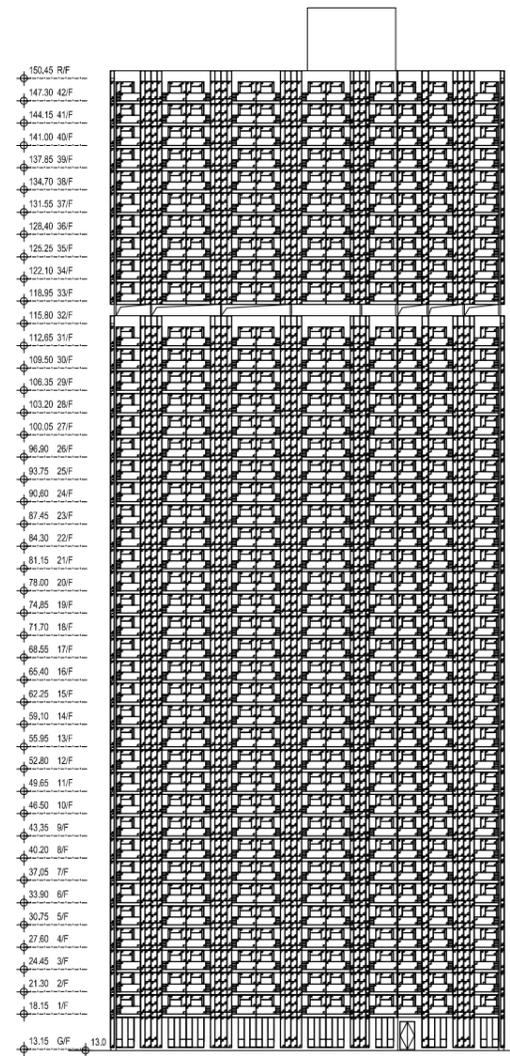 150.45 R/F
147.30 42/F
144.15 41/F
141.00 40/F
137.85 39/F
134.70 38/F
131.55 37/F
128.40 36/F
125.25 35/F
122.10 34/F
118.95 33/F
115.80 32/F
112.65 31/F
109.50 30/F
106.35 29/F
103.20 28/F
100.05 27/F
96.90 26/F
93.75 25/F
90.60 24/F
87.45 23/F
84.30 22/F
81.15 21/F
78.00 20/F
74.85 19/F
71.70 18/F
68.55 17/F
65.40 16/F
62.25 15/F
59.10 14/F
55.95 13/F
52.80 12/F
49.65 11/F
46.50 10/F
43.35 9/F
40.20 8/F
37.05 7/F
33.90 6/F
30.75 5/F
27.60 4/F
24.45 3/F
21.30 2/F
18.15 1/F
13.15 G/F 13.0